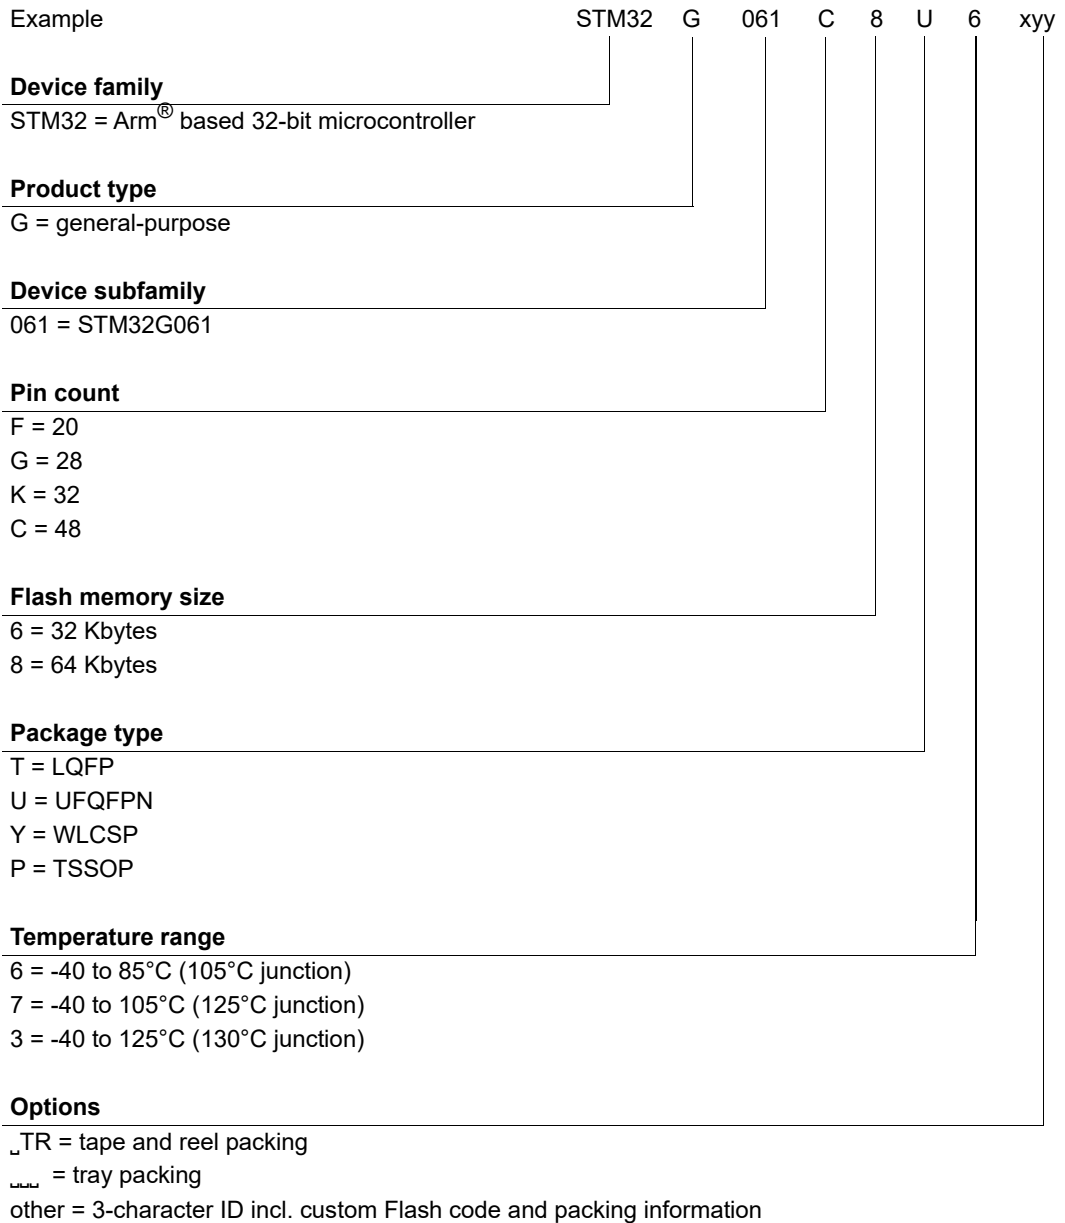 Example STM32 G 061 C 8 U 6 xyy
Device family
STM32 = Arm® based 32-bit microcontroller
Product type
G = general-purpose
Device subfamily
061 = STM32G061
Pin count
F = 20
G = 28
K = 32
C = 48
Flash memory size
6 = 32 Kbytes
8 = 64 Kbytes
Package type
T = LQFP
U = UFQFPN
Y = WLCSP
P = TSSOP
Temperature range
6 = -40 to 85°C (105°C junction)
7 = -40 to 105°C (125°C junction)
3 = -40 to 125°C (130°C junction)
Options
␣TR = tape and reel packing
␣␣␣ = tray packing
other = 3-character ID incl. custom Flash code and packing information